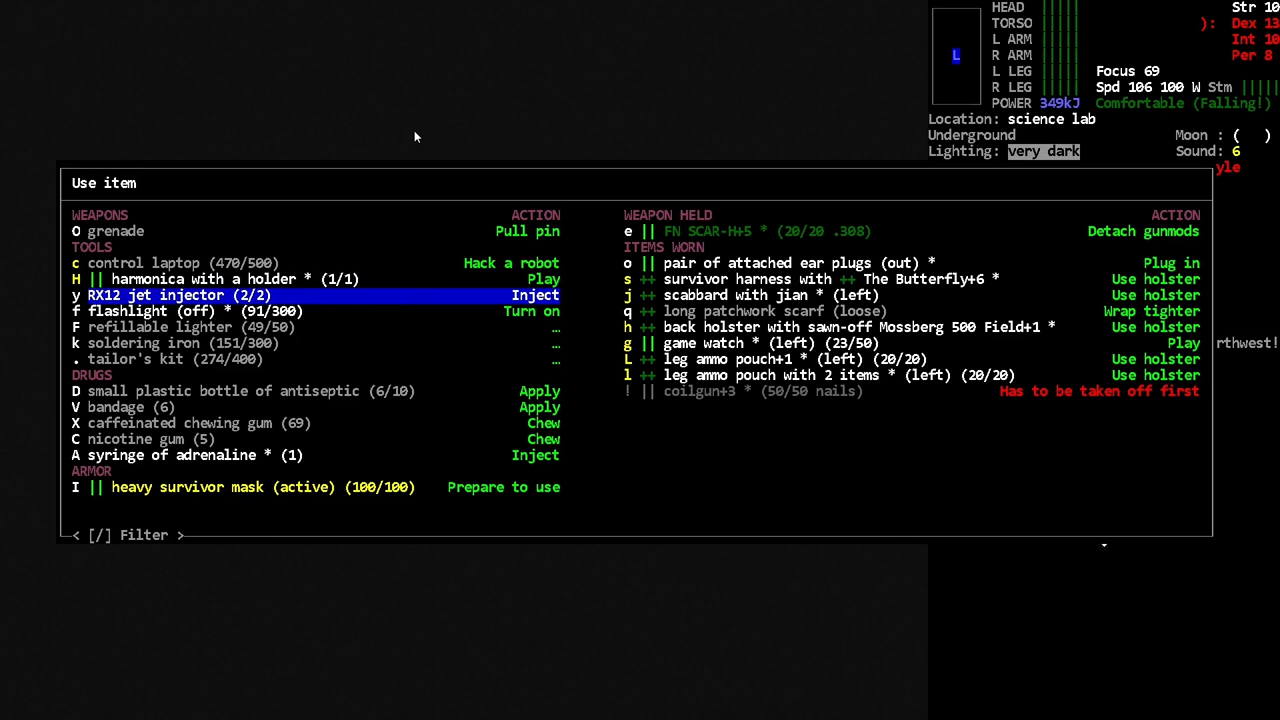 HEAD ||||| Str 10
TORSO ||||| ): Dex 13
L ARM |||||
Int 10
L R ARM ||||| Per 8
L LEG ||||| Focus 69
R LEG ||||| Spd 106 100 W Stm |||||
POWER 349kJ Comfortable (Falling!)
Location: science lab
Underground Moon : ( )
Lighting: very dark Sound: 6
yle
Use item
WEAPONS ACTION WEAPON HELD ACTION
O grenade Pull pin e || FN SCAR-H+5 * (20/20 .308) Detach gunmods
TOOLS ITEMS WORN
c control laptop (470/500) Hack a robot o || pair of attached ear plugs (out) * Plug in
H || harmonica with a holder * (1/1) Play s ++ survivor harness with ++ The Butterfly+6 * Use holster
y RX12 jet injector (2/2) Inject j ++ scabbard with jian * (left) Use holster
f flashlight (off) * (91/300) Turn on q ++ long patchwork scarf (loose) Wrap tighter
F refillable lighter (49/50) … h ++ back holster with sawn-off Mossberg 500 Field+1 * Use holster
k soldering iron (151/300) … g || game watch * (left) (23/50) Play rthwest!
. tailor's kit (274/400) … L ++ leg ammo pouch+1 * (left) (20/20) Use holster
DRUGS l ++ leg ammo pouch with 2 items * (left) (20/20) Use holster
D small plastic bottle of antiseptic (6/10) Apply ! || coilgun+3 * (50/50 nails) Has to be taken off first
V bandage (6) Apply
X caffeinated chewing gum (69) Chew
C nicotine gum (5) Chew
A syringe of adrenaline * (1) Inject
ARMOR
I || heavy survivor mask (active) (100/100) Prepare to use
< [/] Filter >